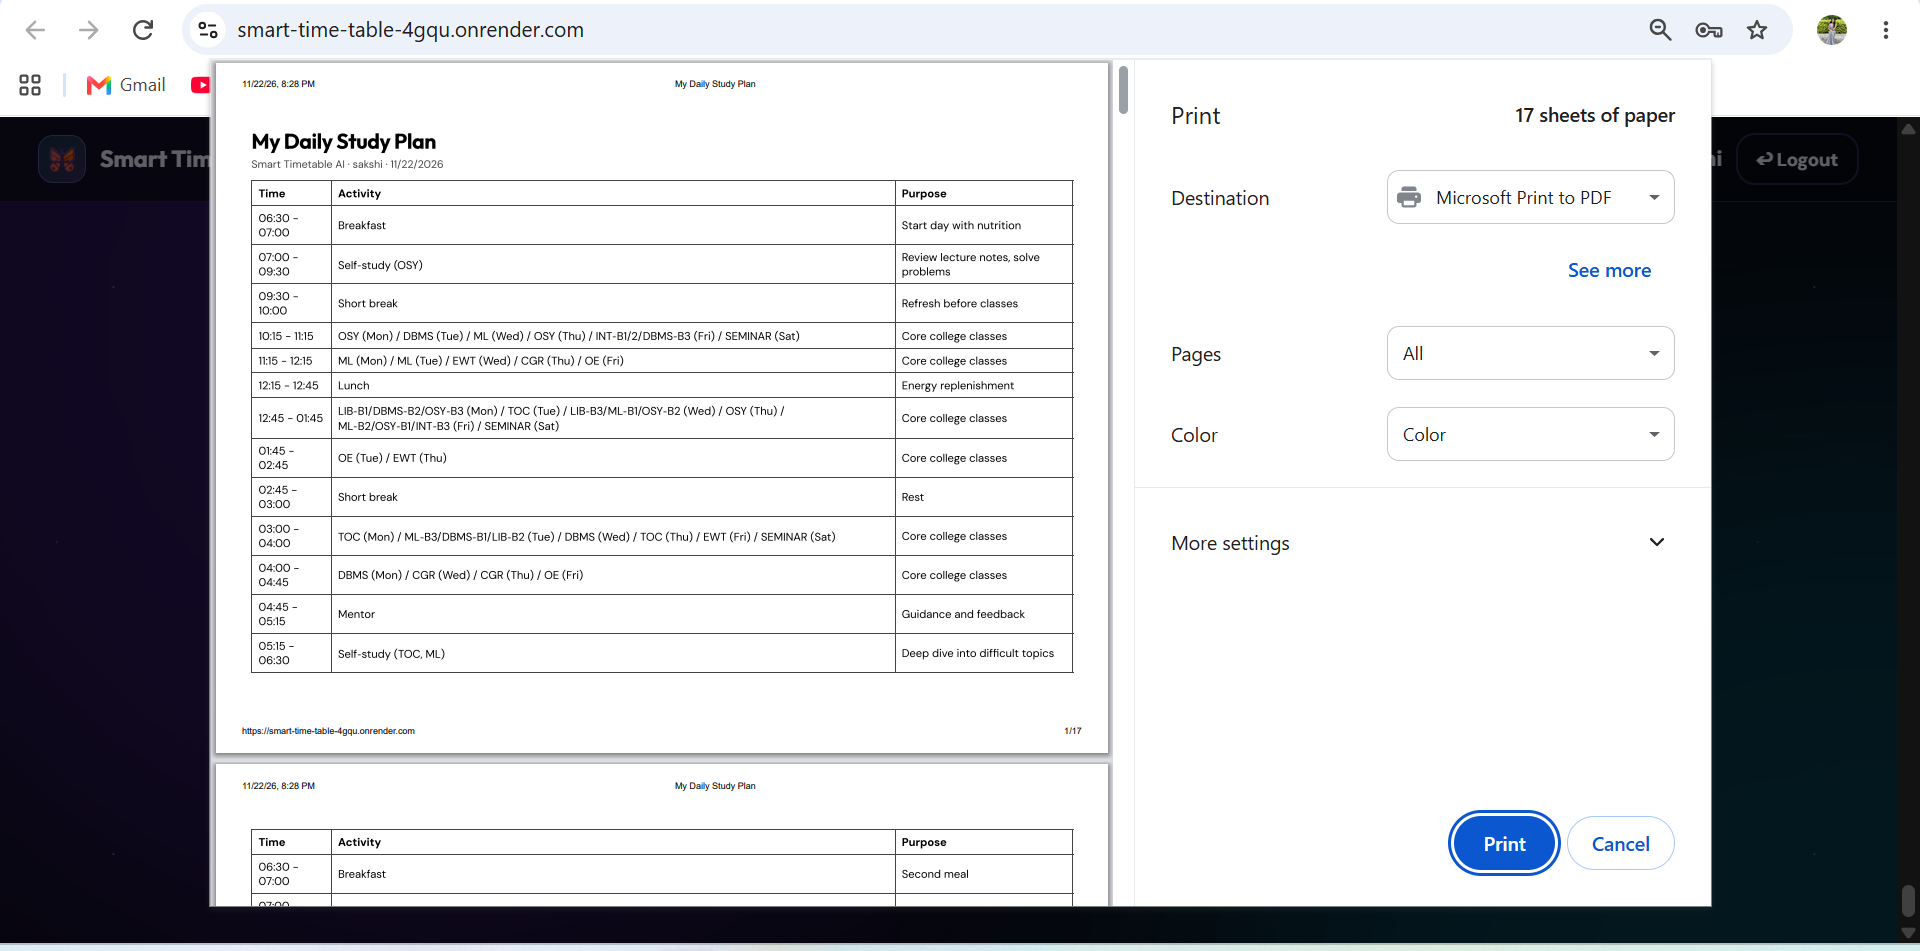 smart-time-table-4gqu.onrender.com
Gmail
Smart Tim
Logout
11/22/26, 8:28 PM
My Daily Study Plan
My Daily Study Plan
Smart Timetable AI · sakshi · 11/22/2026
Time Activity Purpose
06:30 -
07:00
Breakfast
Start day with nutrition
07:00 -
09:30
Self-study (OSY)
Review lecture notes, solve
problems
09:30 -
10:00
Short break
Refresh before classes
10:15 - 11:15 OSY (Mon) / DBMS (Tue) / ML (Wed) / OSY (Thu) / INT-B1/2/DBMS-B3 (Fri) / SEMINAR (Sat) Core college classes
11:15 - 12:15 ML (Mon) / ML (Tue) / EWT (Wed) / CGR (Thu) / OE (Fri) Core college classes
12:15 - 12:45 Lunch Energy replenishment
12:45 - 01:45
LIB-B1/DBMS-B2/OSY-B3 (Mon) / TOC (Tue) / LIB-B3/ML-B1/OSY-B2 (Wed) / OSY (Thu) /
ML-B2/OSY-B1/INT-B3 (Fri) / SEMINAR (Sat)
Core college classes
01:45 -
02:45
OE (Tue) / EWT (Thu)
Core college classes
02:45 -
03:00
Short break
Rest
03:00 -
04:00
TOC (Mon) / ML-B3/DBMS-B1/LIB-B2 (Tue) / DBMS (Wed) / TOC (Thu) / EWT (Fri) / SEMINAR (Sat)
Core college classes
04:00 -
04:45
DBMS (Mon) / CGR (Wed) / CGR (Thu) / OE (Fri)
Core college classes
04:45 -
05:15
Mentor
Guidance and feedback
05:15 -
06:30
Self-study (TOC, ML)
Deep dive into difficult topics
https://smart-time-table-4gqu.onrender.com
1/17
11/22/26, 8:28 PM
My Daily Study Plan
Time Activity Purpose
06:30 -
07:00
Breakfast
Second meal
Print
17 sheets of paper
Destination
Microsoft Print to PDF
See more
Pages
All
Color
Color
More settings
Print
Cancel